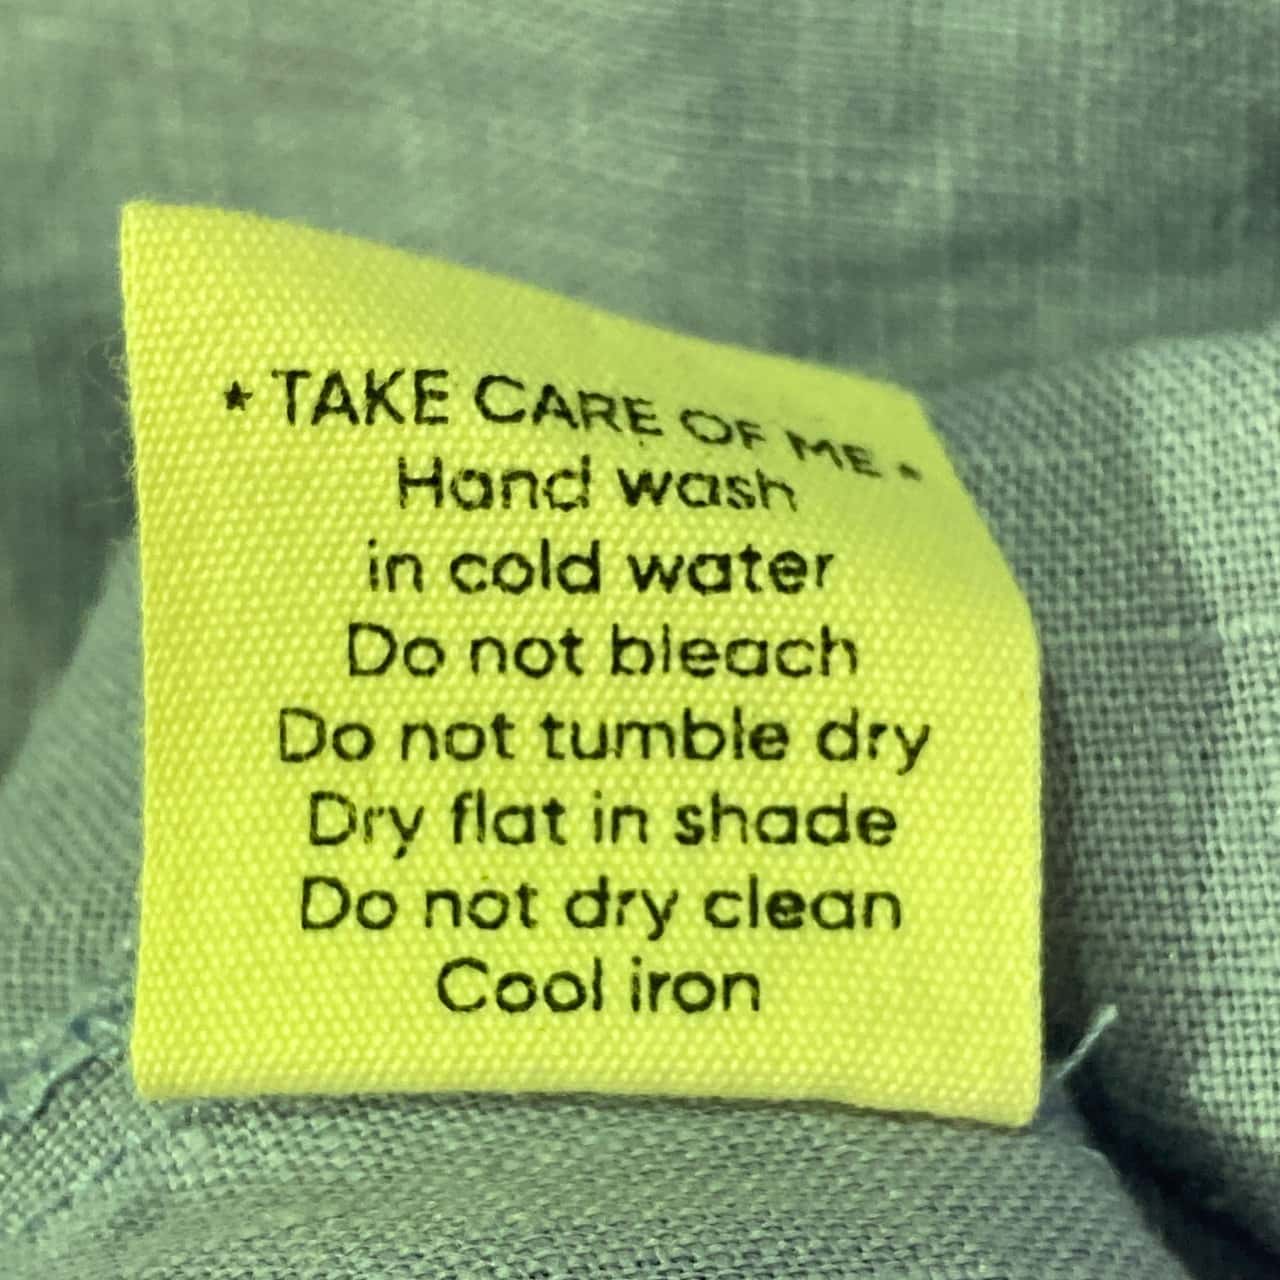 ★ TAKE CARE OF ME ★
Hand wash
in cold water
Do not bleach
Do not tumble dry
Dry flat in shade
Do not dry clean
Cool iron